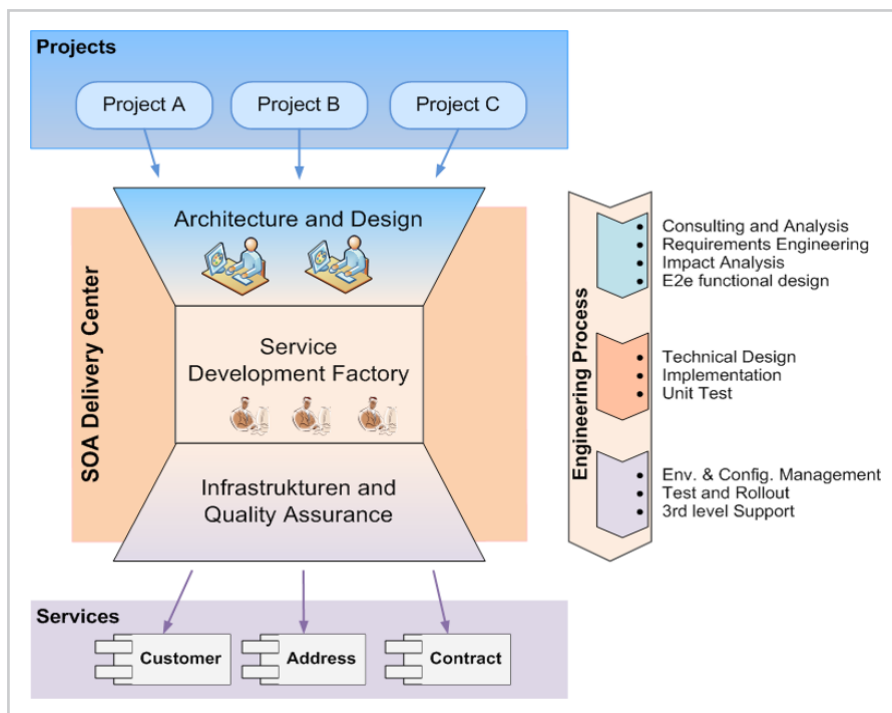 Projects
Project A
Project B
Project C
SOA Delivery Center
Architecture and Design
Service
Development Factory
Infrastrukturen and
Quality Assurance
Engineering Process
Consulting and Analysis
Requirements Engineering
Impact Analysis
E2e functional design
Technical Design
Implementation
Unit Test
Env. & Config. Management
Test and Rollout
3rd level Support
Services
Customer
Address
Contract